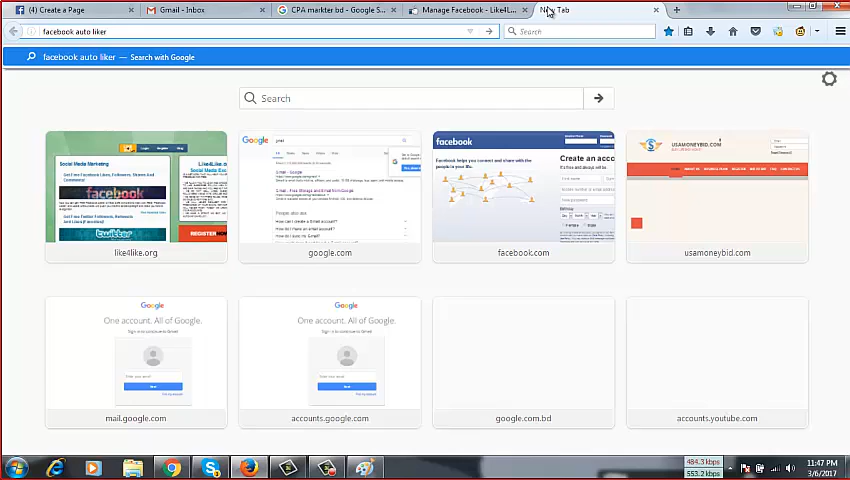 (4) Create a Page
Gmail - Inbox
CPA markter bd - Google S...
Manage Facebook - Like4L...
New Tab
facebook auto liker
Search
facebook auto liker — Search with Google
Search
Social Media Marketing
facebook
twitter
like4like.org
Google
google.com
facebook
Create an acco
facebook.com
USAMONEYBID.COM
usamoneybid.com
Google
One account. All of Google.
mail.google.com
Google
One account. All of Google.
accounts.google.com
google.com.bd
accounts.youtube.com
484.3 kbps
553.2 kbps
11:47 PM
3/6/2017